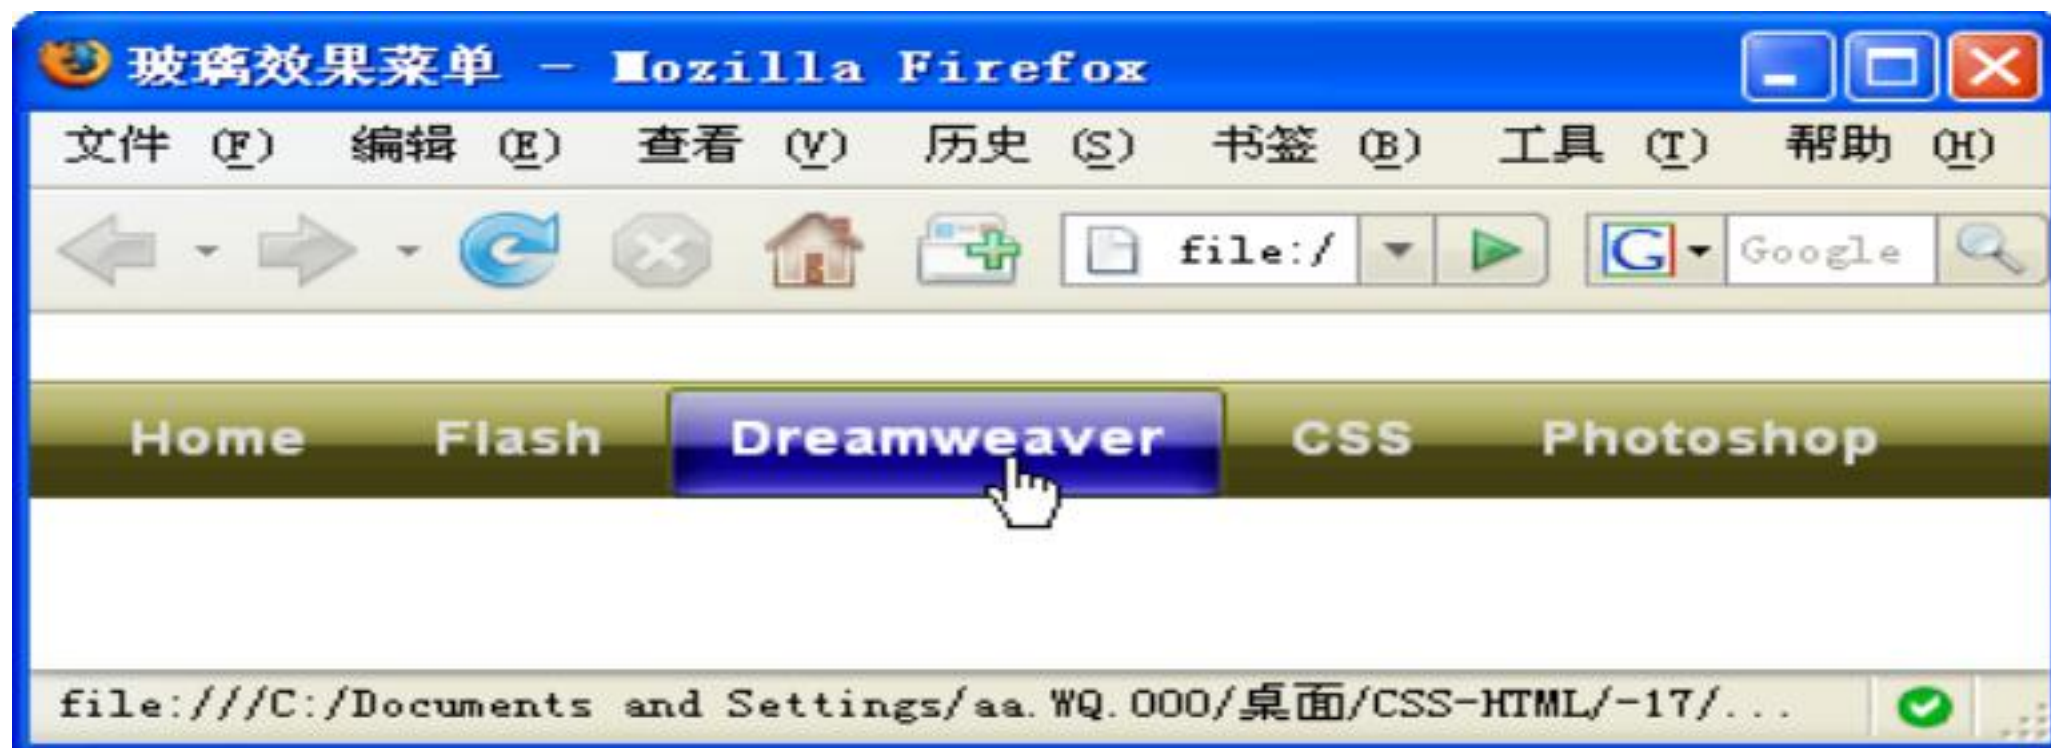 玻璃效果菜单 - Mozilla Firefox
文件 (F) 编辑 (E) 查看 (V) 历史 (S) 书签 (B) 工具 (T) 帮助 (H)
file:/ G Google
Home Flash Dreamweaver CSS Photoshop
file:///C:/Documents and Settings/aa.WQ.000/桌面/CSS-HTML/-17/...